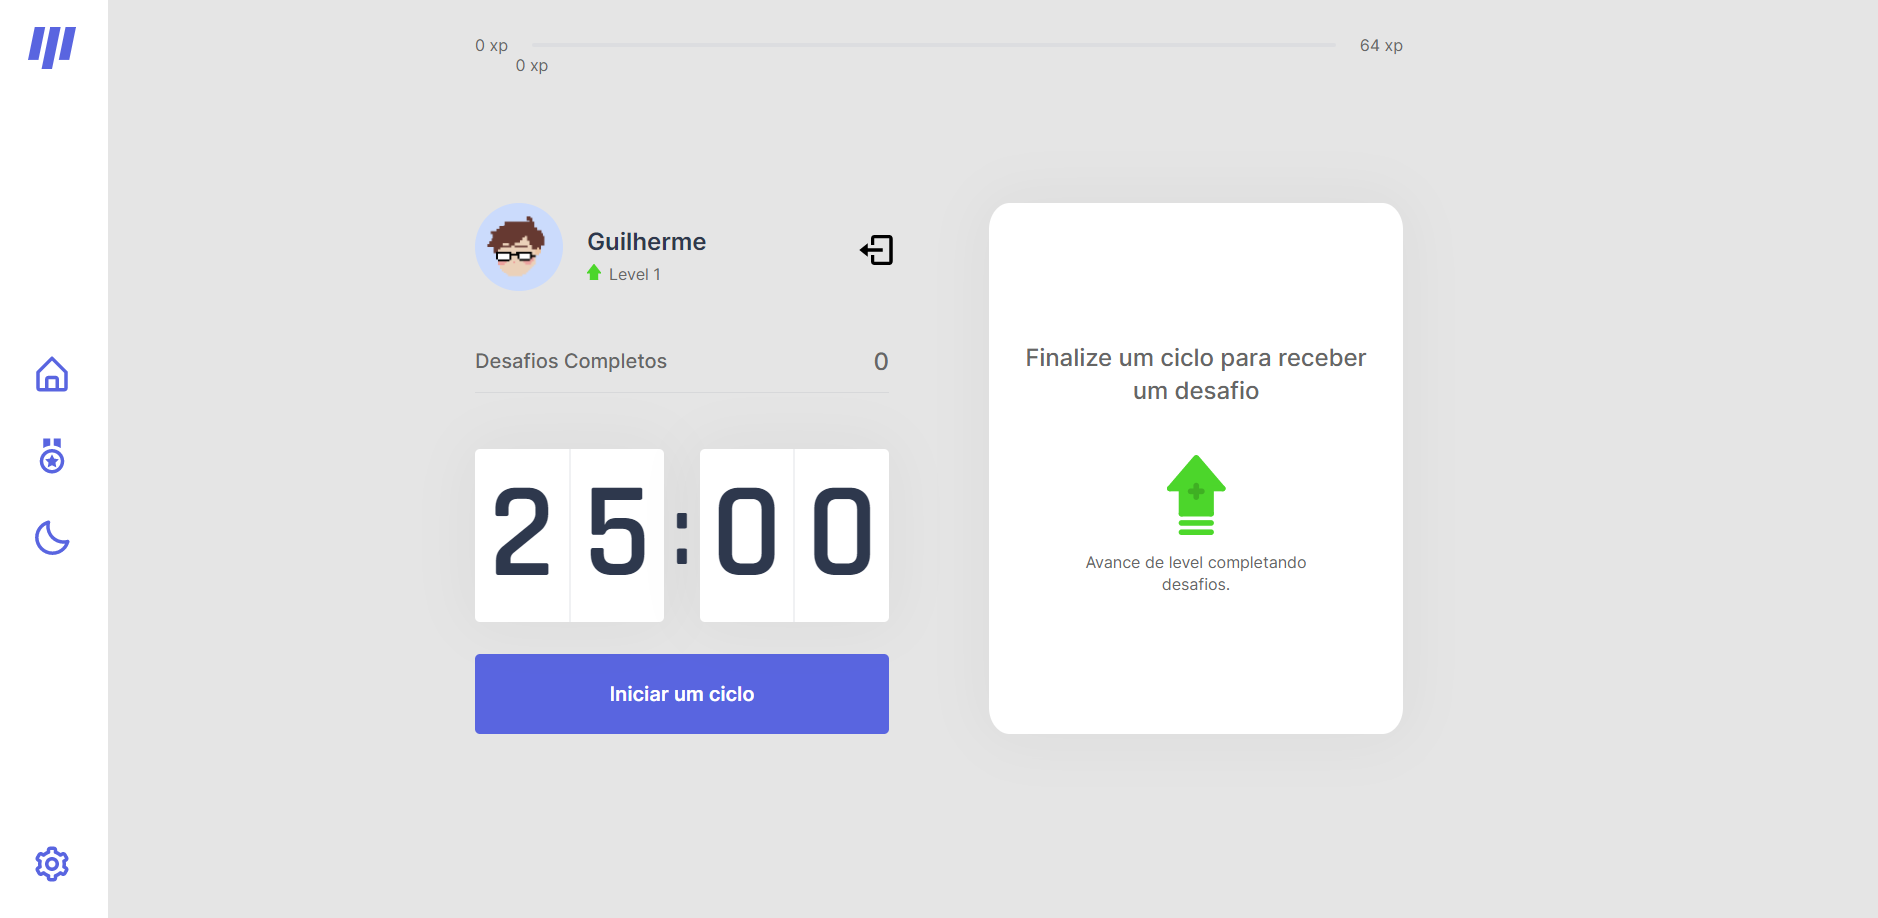 0 xp
64 xp
0 xp
Guilherme
Level 1
Desafios Completos
0
25:00
Iniciar um ciclo
Finalize um ciclo para receber
um desafio
Avance de level completando
desafios.